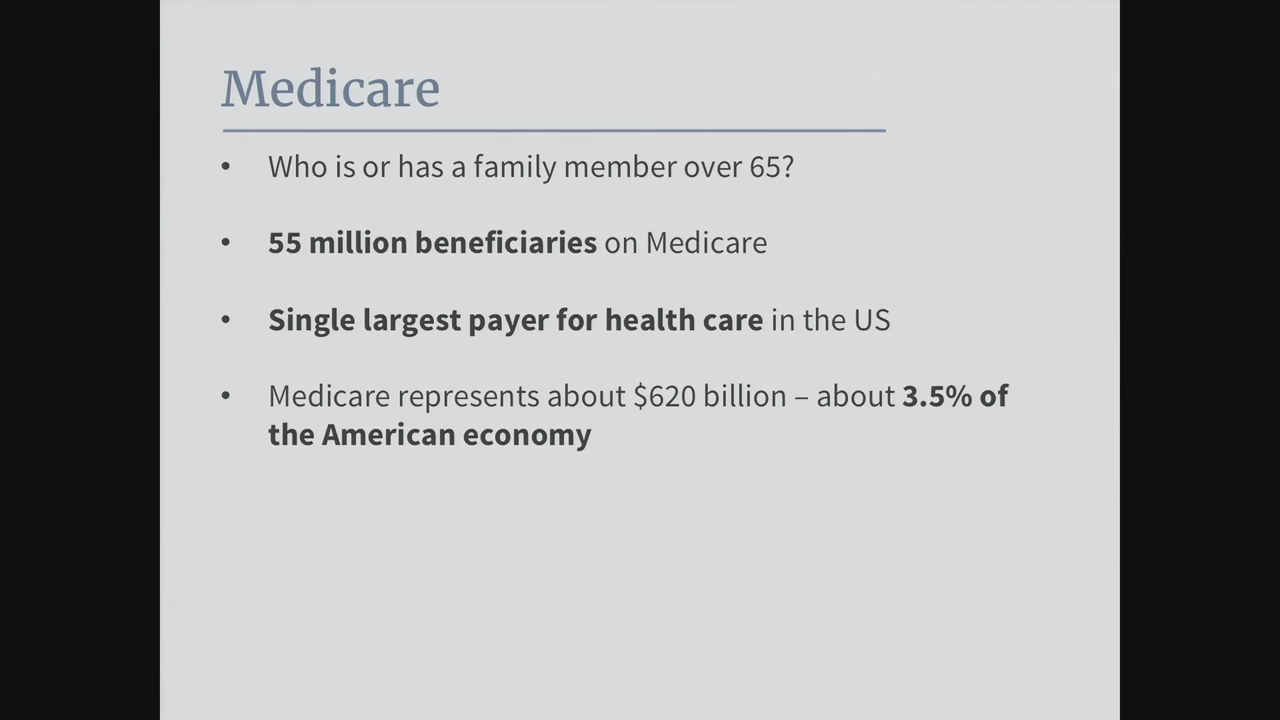 Medicare
• Who is or has a family member over 65?
• 55 million beneficiaries on Medicare
• Single largest payer for health care in the US
• Medicare represents about $620 billion – about 3.5% of
the American economy